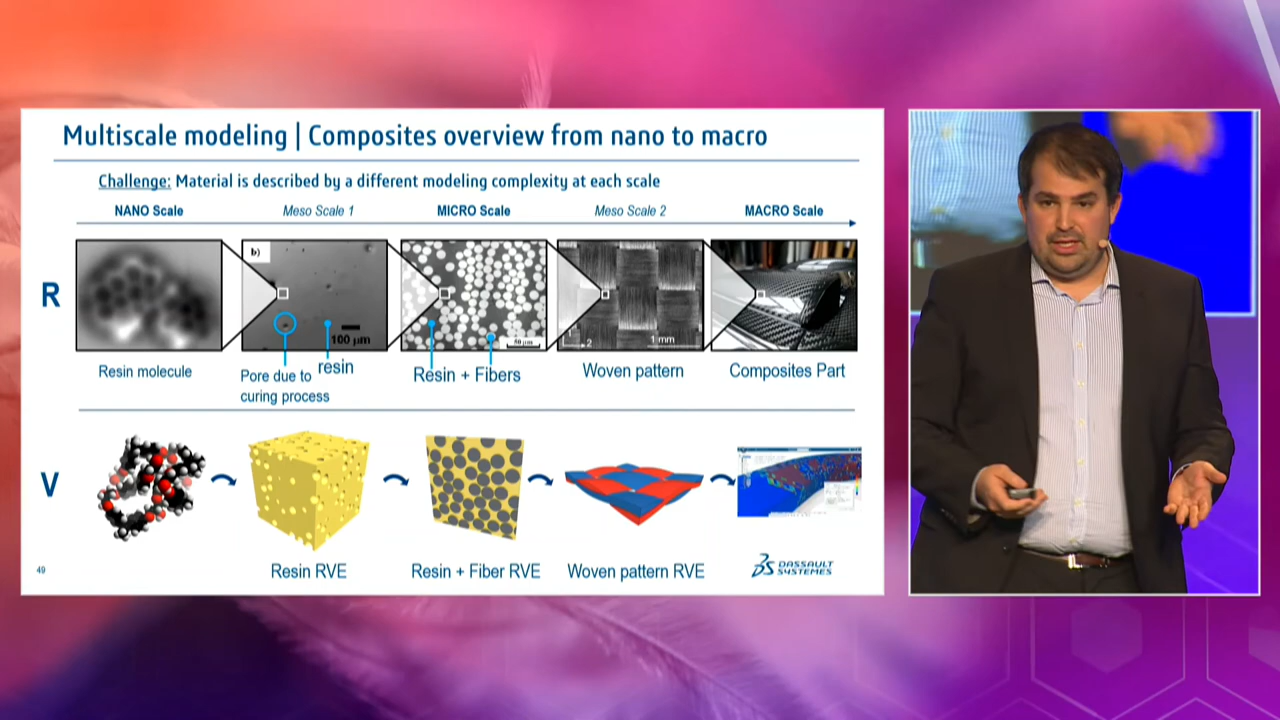 Multiscale modeling | Composites overview from nano to macro
Challenge: Material is described by a different modeling complexity at each scale
NANO Scale
Meso Scale 1
MICRO Scale
Meso Scale 2
MACRO Scale
R
b)
100 µm
2
1 mm
Resin molecule
Pore due to
curing process
resin
Resin + Fibers
Woven pattern
Composites Part
V
Resin RVE
Resin + Fiber RVE
Woven pattern RVE
49
DASSAULT
SYSTEMES